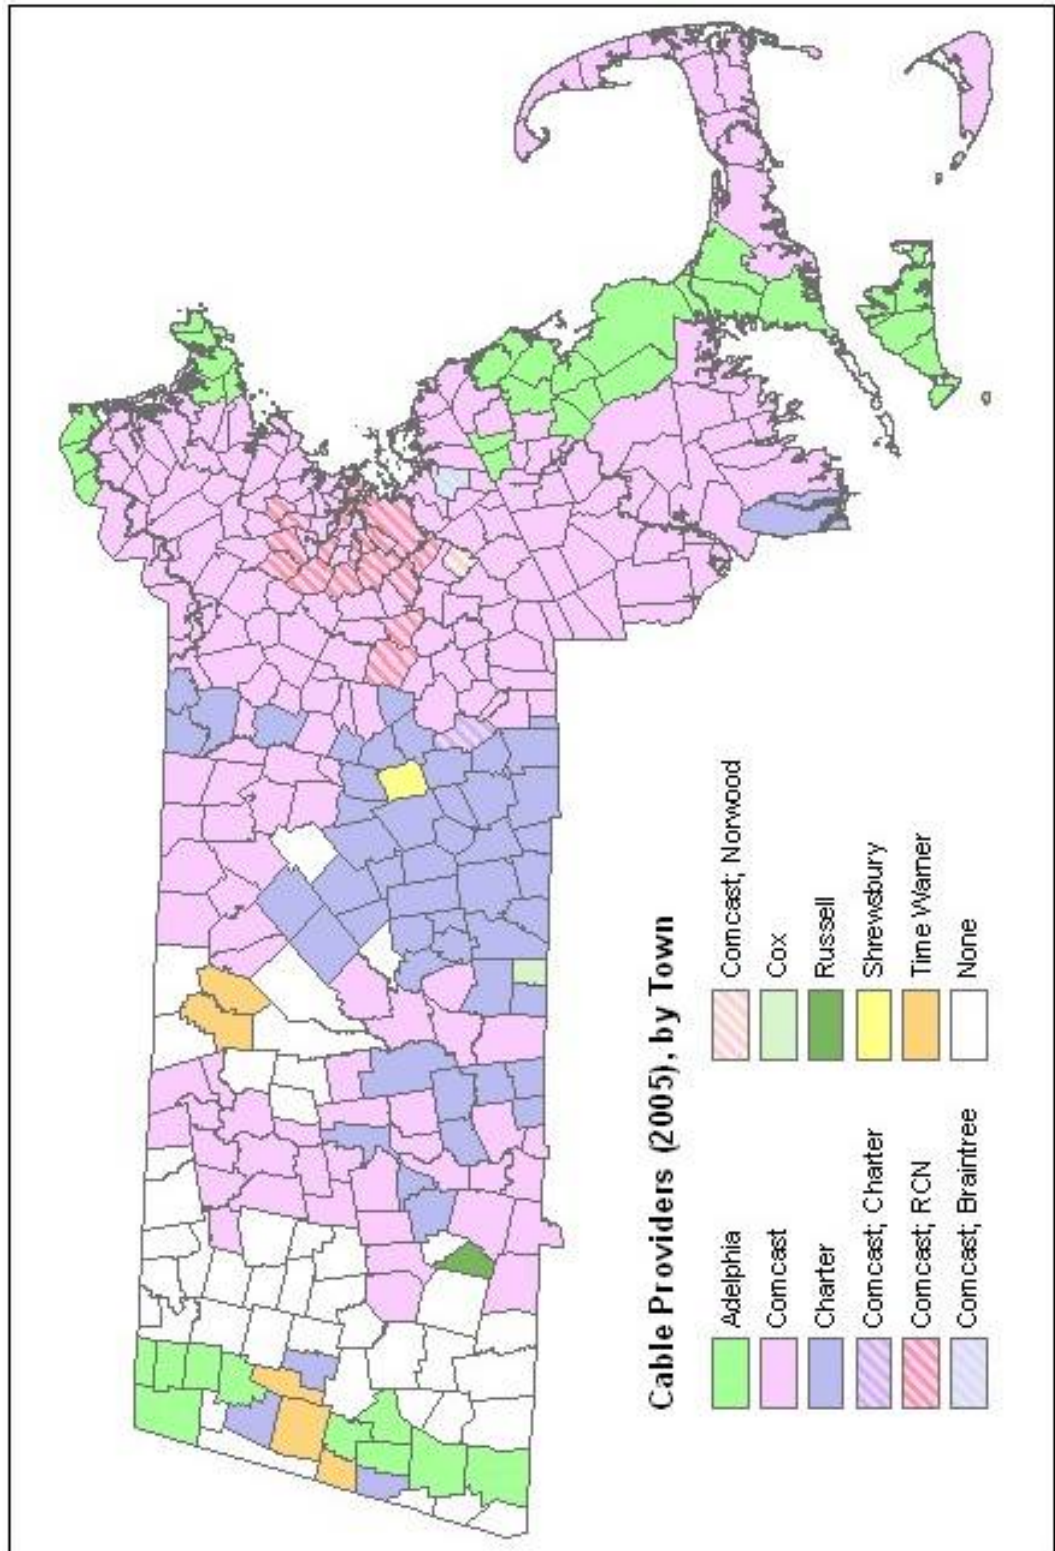 Cable Providers (2005), by Town
Adelphia
Comcast
Charter
Comcast; Charter
Comcast; RCN
Comcast; Braintree
Comcast; Norwood
Cox
Russell
Shrewsbury
Time Warner
None